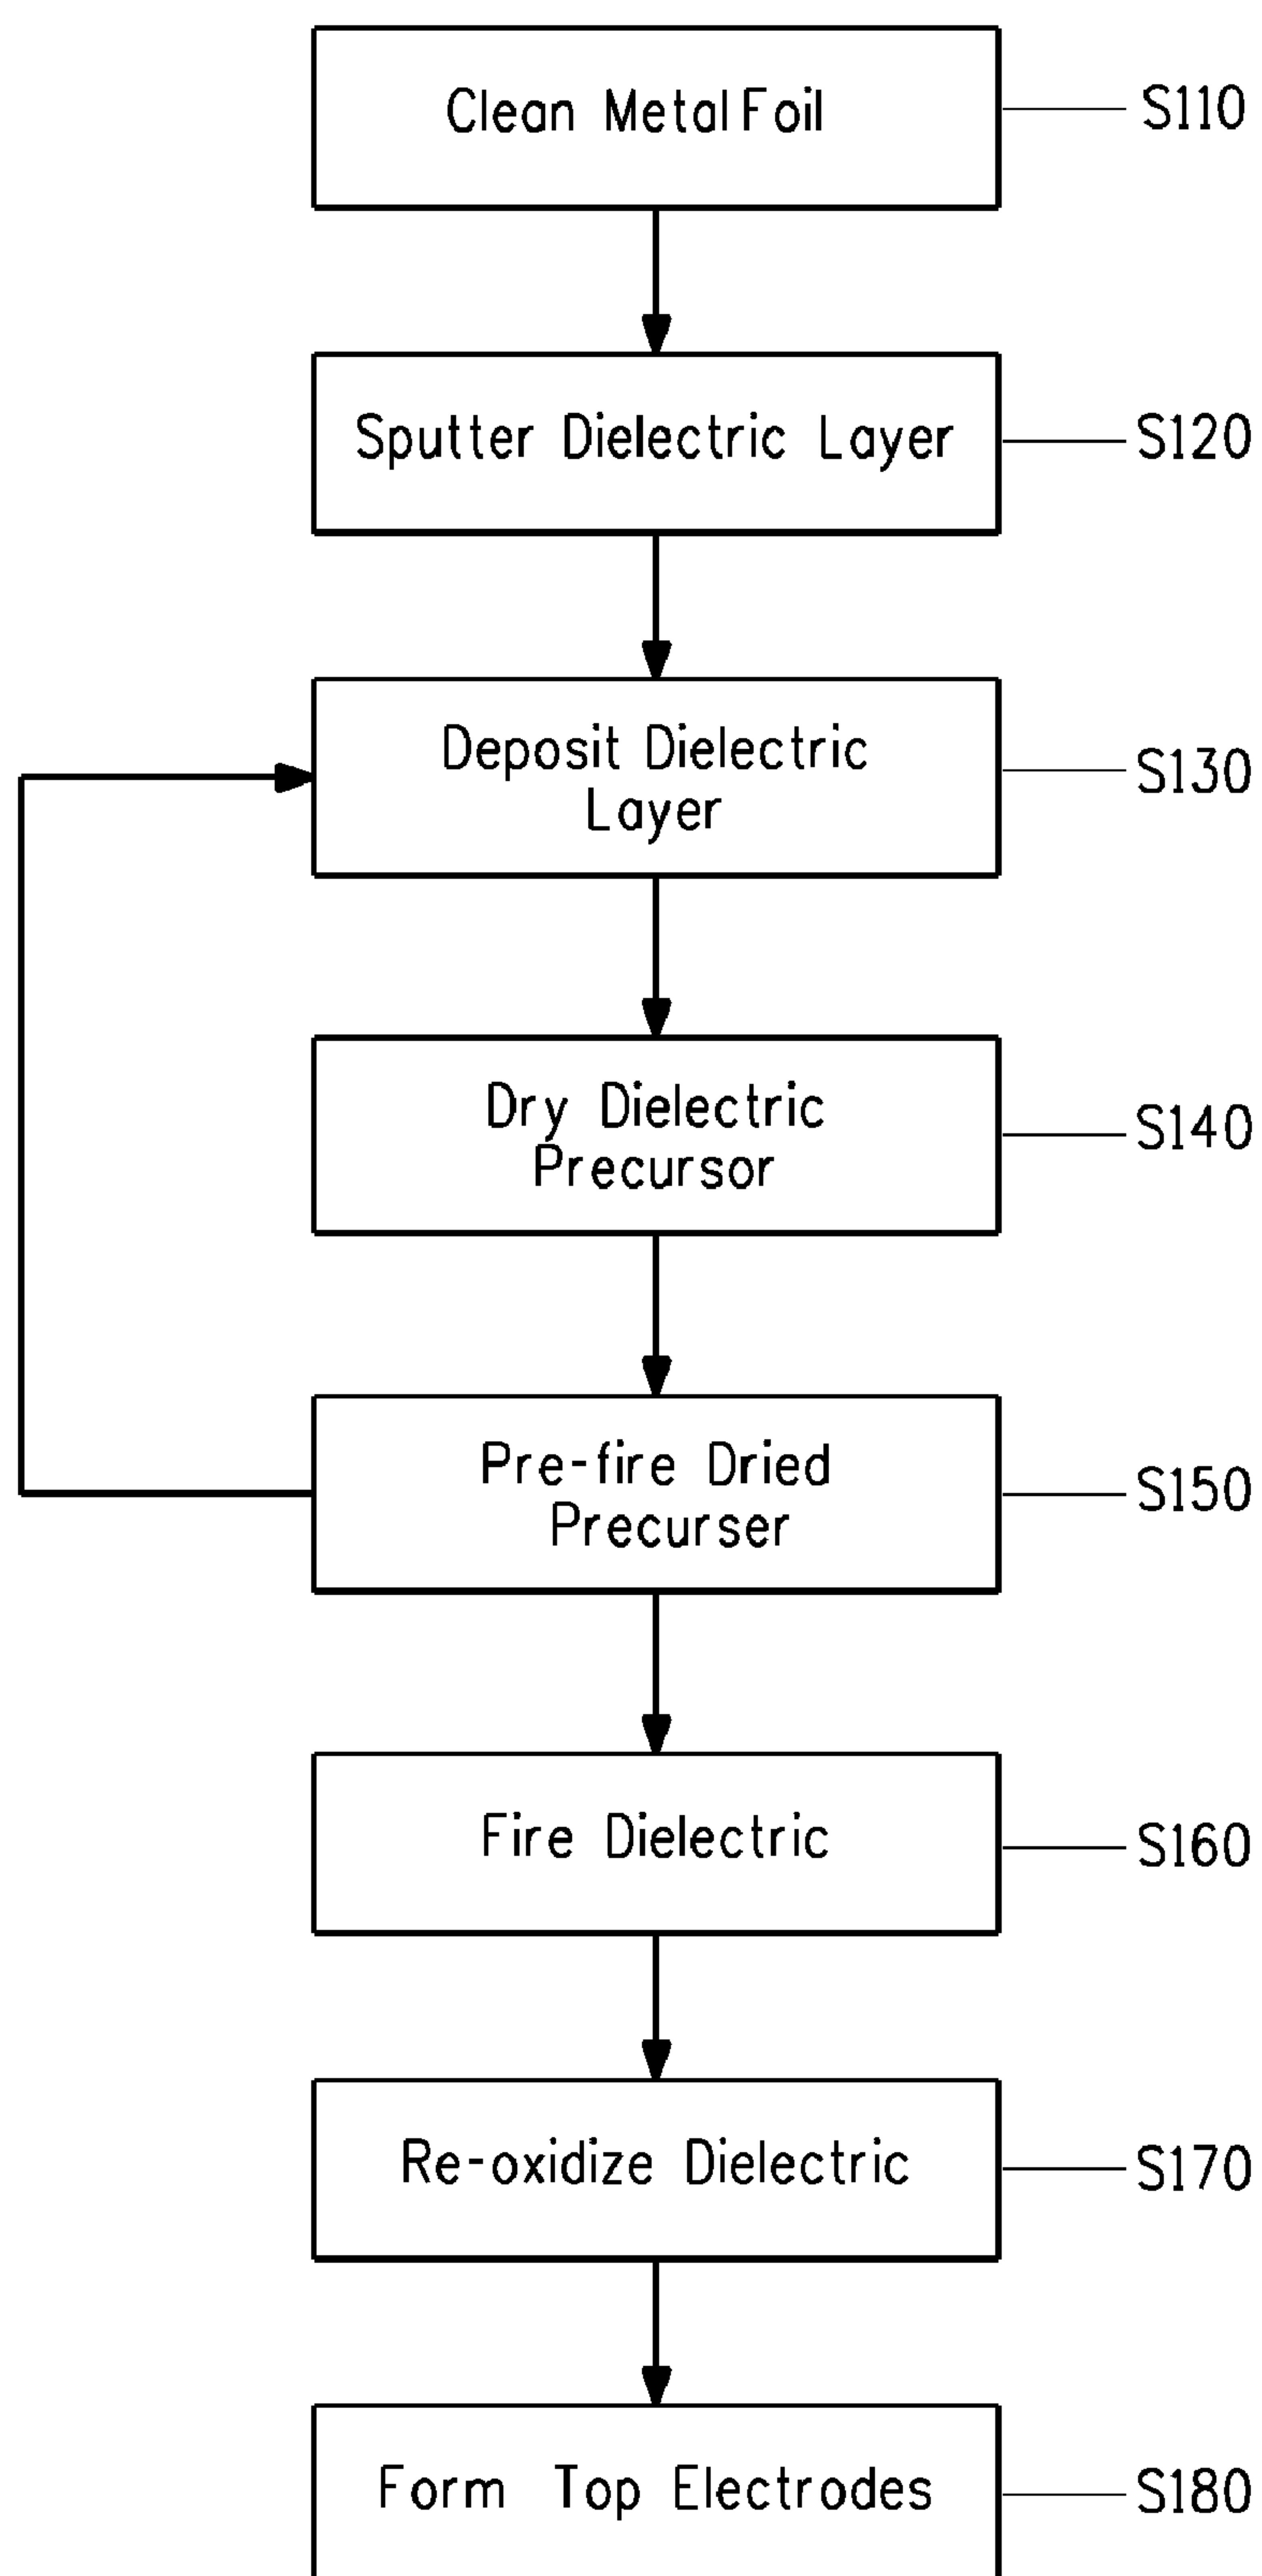 Clean Metal Foil
S110
Sputter Dielectric Layer
S120
Deposit Dielectric
Layer
S130
Dry Dielectric
Precursor
S140
Pre-fire Dried
Precurser
S150
Fire Dielectric
S160
Re-oxidize Dielectric
S170
Form Top Electrodes
S180